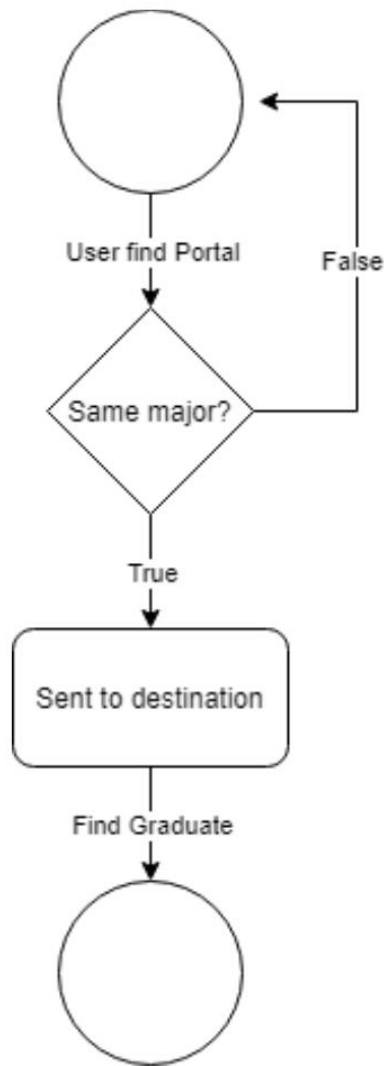 User find Portal
False
Same major?
True
Sent to destination
Find Graduate